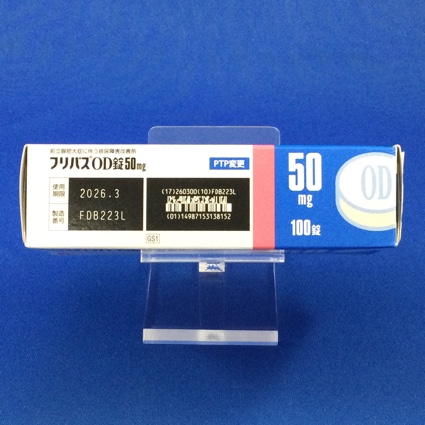 前立腺肥大症に伴う排尿障害改善剤
フリバスOD錠50mg
PTP変更
使用
期限
2026.3
製造
番号
FDB223L
(17)260300(10)FDB223L
(01)14987153138152
GS1
50
mg
100錠
OD